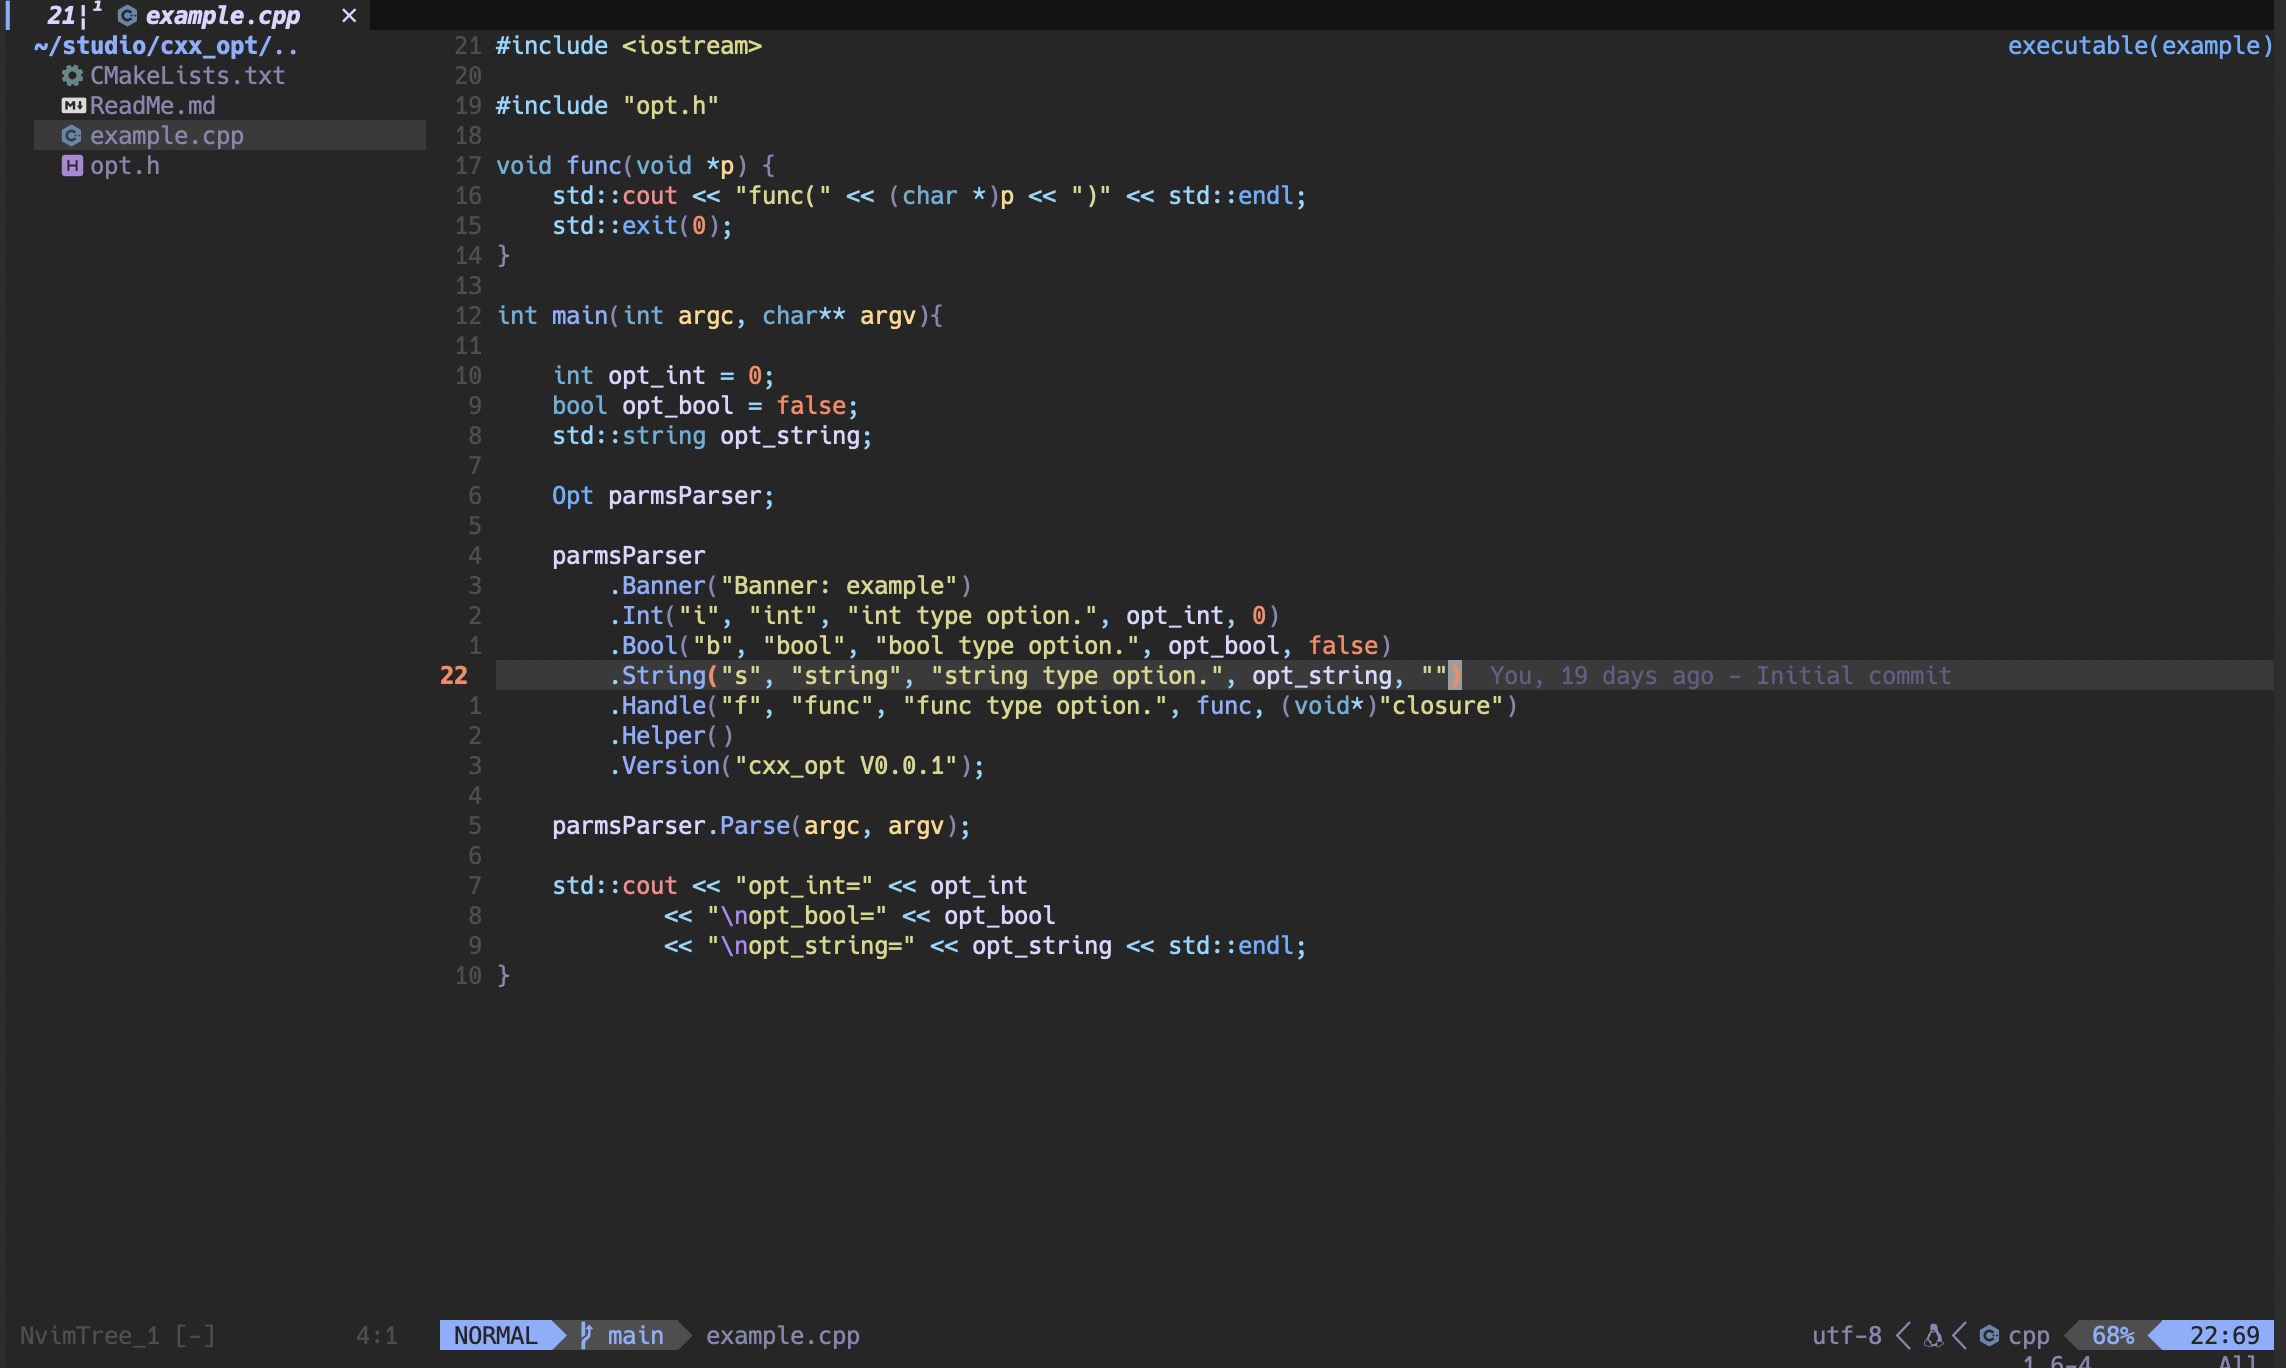 21¦¹ example.cpp ✕
~/studio/cxx_opt/..
CMakeLists.txt
ReadMe.md
example.cpp
opt.h
executable(example)
21 #include <iostream>
20
19 #include "opt.h"
18
17 void func(void *p) {
16     std::cout << "func(" << (char *)p << ")" << std::endl;
15     std::exit(0);
14 }
13
12 int main(int argc, char** argv){
11
10     int opt_int = 0;
9     bool opt_bool = false;
8     std::string opt_string;
7
6     Opt parmsParser;
5
4     parmsParser
3         .Banner("Banner: example")
2         .Int("i", "int", "int type option.", opt_int, 0)
1         .Bool("b", "bool", "bool type option.", opt_bool, false)
22         .String("s", "string", "string type option.", opt_string, "") You, 19 days ago - Initial commit
1         .Handle("f", "func", "func type option.", func, (void*)"closure")
2         .Helper()
3         .Version("cxx_opt V0.0.1");
4
5     parmsParser.Parse(argc, argv);
6
7     std::cout << "opt_int=" << opt_int
8             << "\nopt_bool=" << opt_bool
9             << "\nopt_string=" << opt_string << std::endl;
10 }
NvimTree_1 [-] 4:1 NORMAL main example.cpp utf-8 cpp 68% 22:69
1,6-4 All